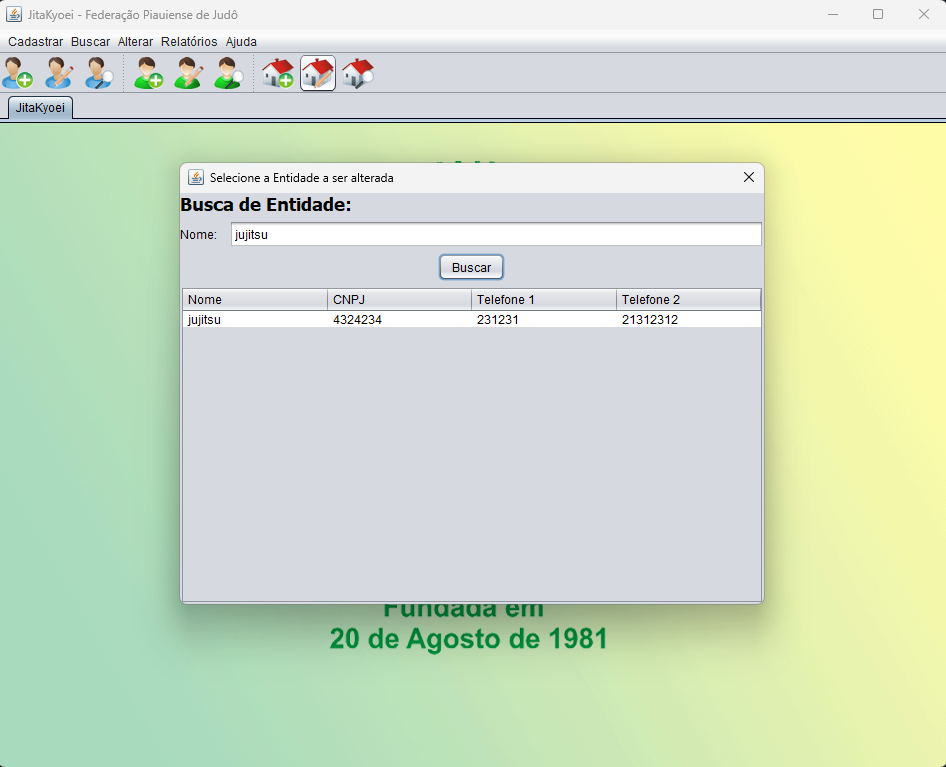 JitaKyoei - Federação Piauiense de Judô
Cadastrar Buscar Alterar Relatórios Ajuda
JitaKyoei
Selecione a Entidade a ser alterada
Busca de Entidade:
Nome: jujitsu
Buscar
Nome CNPJ Telefone 1 Telefone 2
jujitsu 4324234 231231 21312312
Fundada em
20 de Agosto de 1981